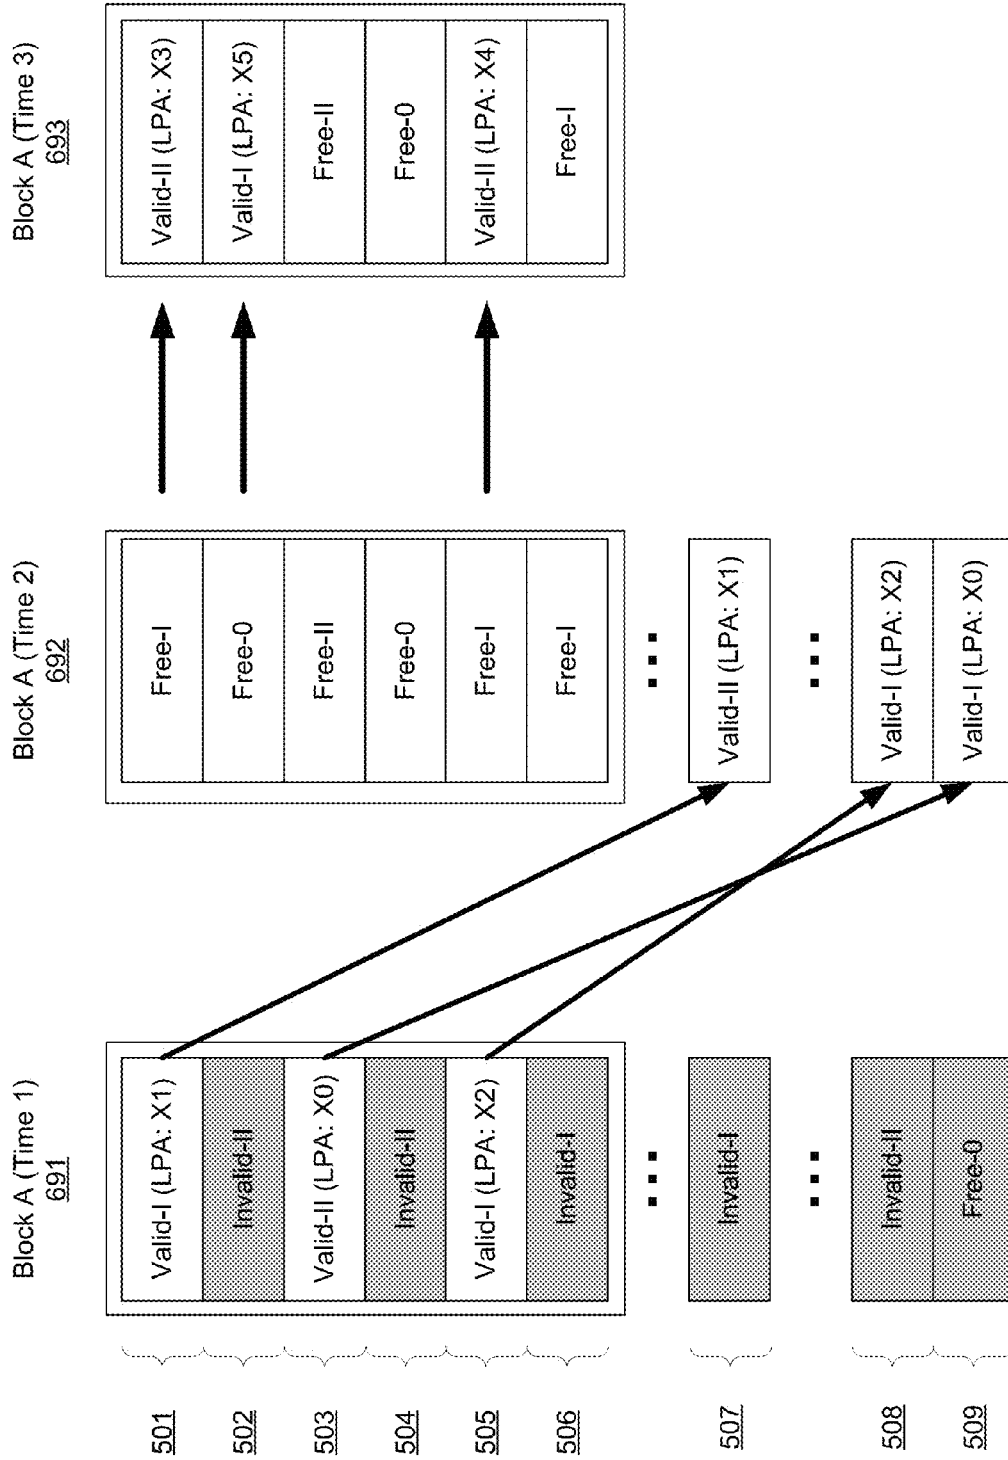 Block A (Time 1)
691
Block A (Time 2)
692
Block A (Time 3)
693
501
Valid-I (LPA: X1)
Free-I
Valid-II (LPA: X3)
502
Invalid-II
Free-0
Valid-I (LPA: X5)
503
Valid-II (LPA: X0)
Free-II
Free-II
504
Invalid-II
Free-0
Free-0
505
Valid-I (LPA: X2)
Free-I
Valid-II (LPA: X4)
506
Invalid-I
Free-I
Free-I
507
Invalid-I
Valid-II (LPA: X1)
508
Invalid-II
Valid-I (LPA: X2)
509
Free-0
Valid-I (LPA: X0)